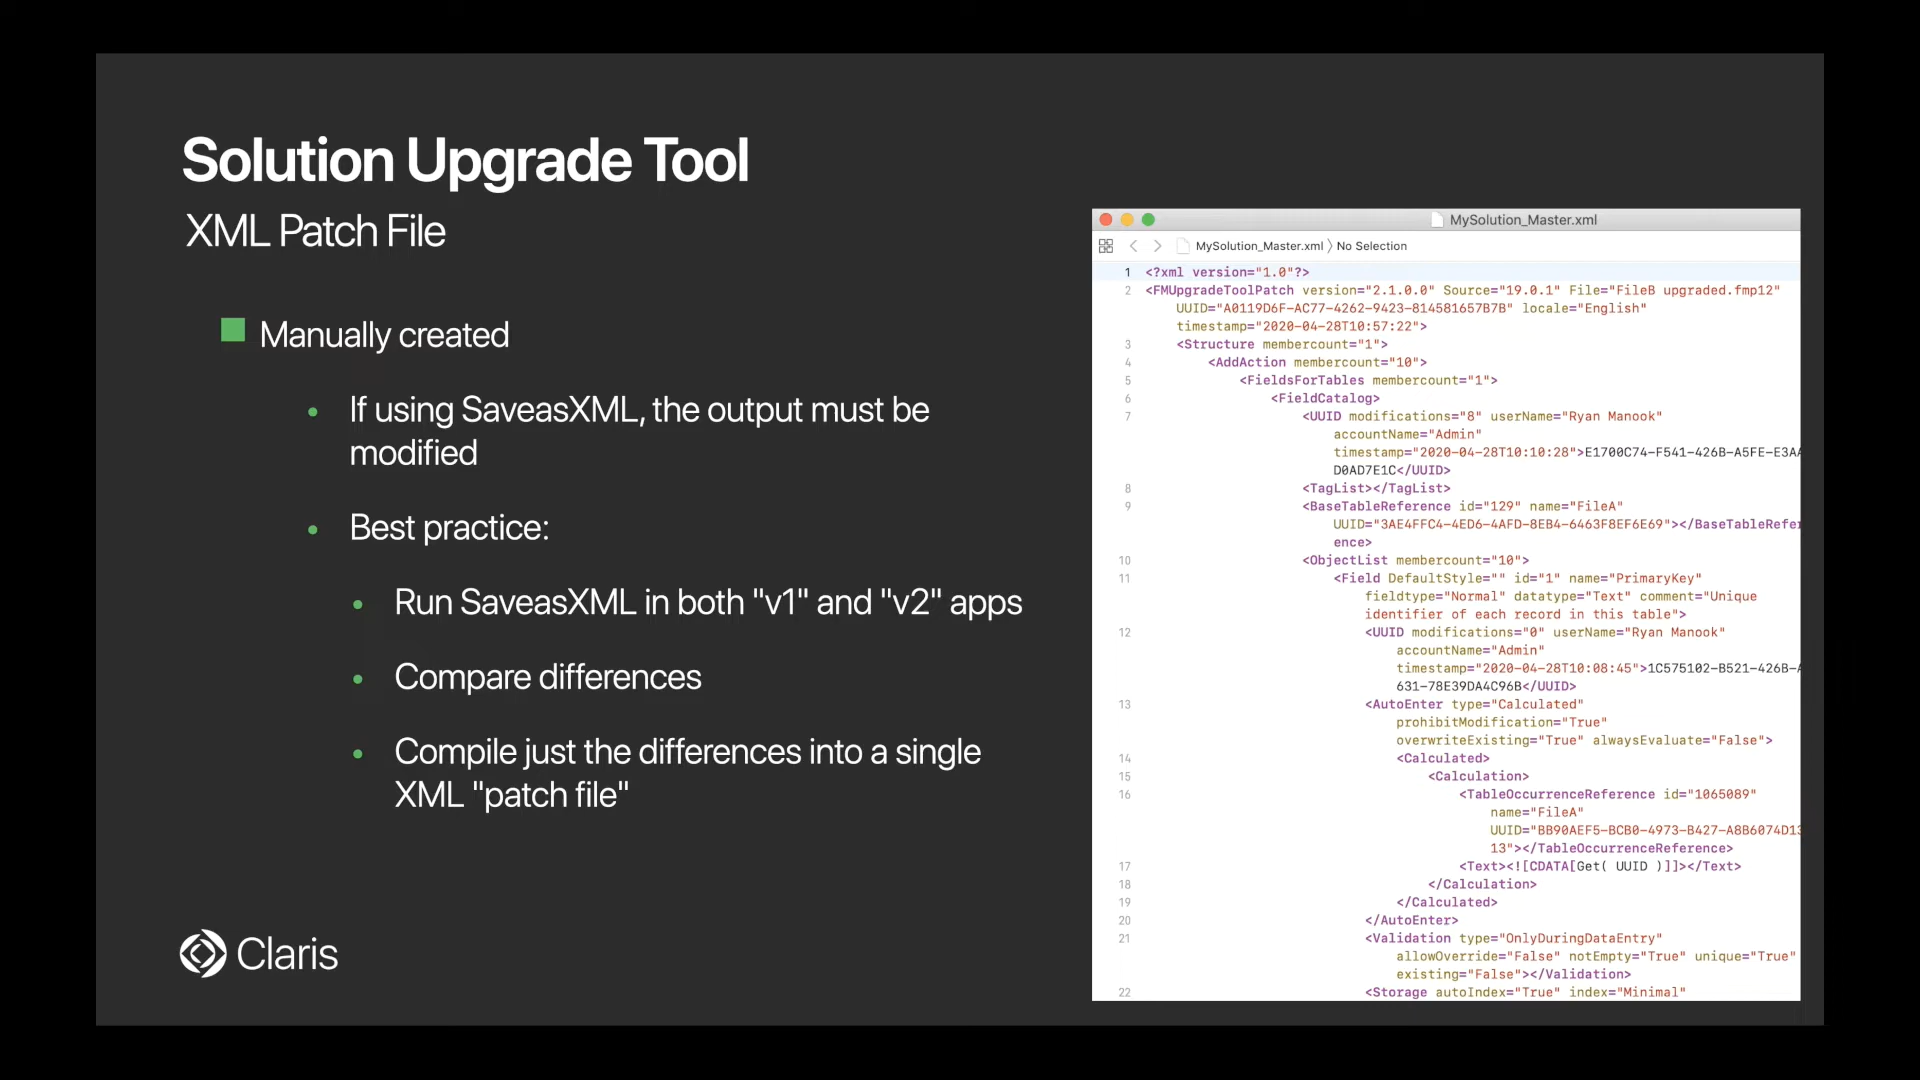 Solution Upgrade Tool
XML Patch File
Manually created
If using SaveasXML, the output must be
modified
Best practice:
Run SaveasXML in both "v1" and "v2" apps
Compare differences
Compile just the differences into a single
XML "patch file"
Claris
MySolution_Master.xml
MySolution_Master.xml 〉 No Selection
1 <?xml version="1.0"?>
2 <FMUpgradeToolPatch version="2.1.0.0" Source="19.0.1" File="FileB upgraded.fmp12"
UUID="A0119D6F-AC77-4262-9423-814581657B7B" locale="English"
timestamp="2020-04-28T10:57:22">
3 <Structure membercount="1">
4 <AddAction membercount="10">
5 <FieldsForTables membercount="1">
6 <FieldCatalog>
7 <UUID modifications="8" userName="Ryan Manook"
accountName="Admin"
timestamp="2020-04-28T10:10:28">E1700C74-F541-426B-A5FE-E3AA
D0AD7E1C</UUID>
8 <TagList></TagList>
9 <BaseTableReference id="129" name="FileA"
UUID="3AE4FFC4-4ED6-4AFD-8EB4-6463F8EF6E69"></BaseTableRefer
ence>
10 <ObjectList membercount="10">
11 <Field DefaultStyle="" id="1" name="PrimaryKey"
fieldtype="Normal" datatype="Text" comment="Unique
identifier of each record in this table">
12 <UUID modifications="0" userName="Ryan Manook"
accountName="Admin"
timestamp="2020-04-28T10:08:45">1C575102-B521-426B-A
631-78E39DA4C96B</UUID>
13 <AutoEnter type="Calculated"
prohibitModification="True"
overwriteExisting="True" alwaysEvaluate="False">
14 <Calculated>
15 <Calculation>
16 <TableOccurrenceReference id="1065089"
name="FileA"
UUID="BB90AEF5-BCB0-4973-B427-A8B6074D13
13"></TableOccurrenceReference>
17 <Text><![CDATA[Get( UUID )]]></Text>
18 </Calculation>
19 </Calculated>
20 </AutoEnter>
21 <Validation type="OnlyDuringDataEntry"
allowOverride="False" notEmpty="True" unique="True"
existing="False"></Validation>
22 <Storage autoIndex="True" index="Minimal"